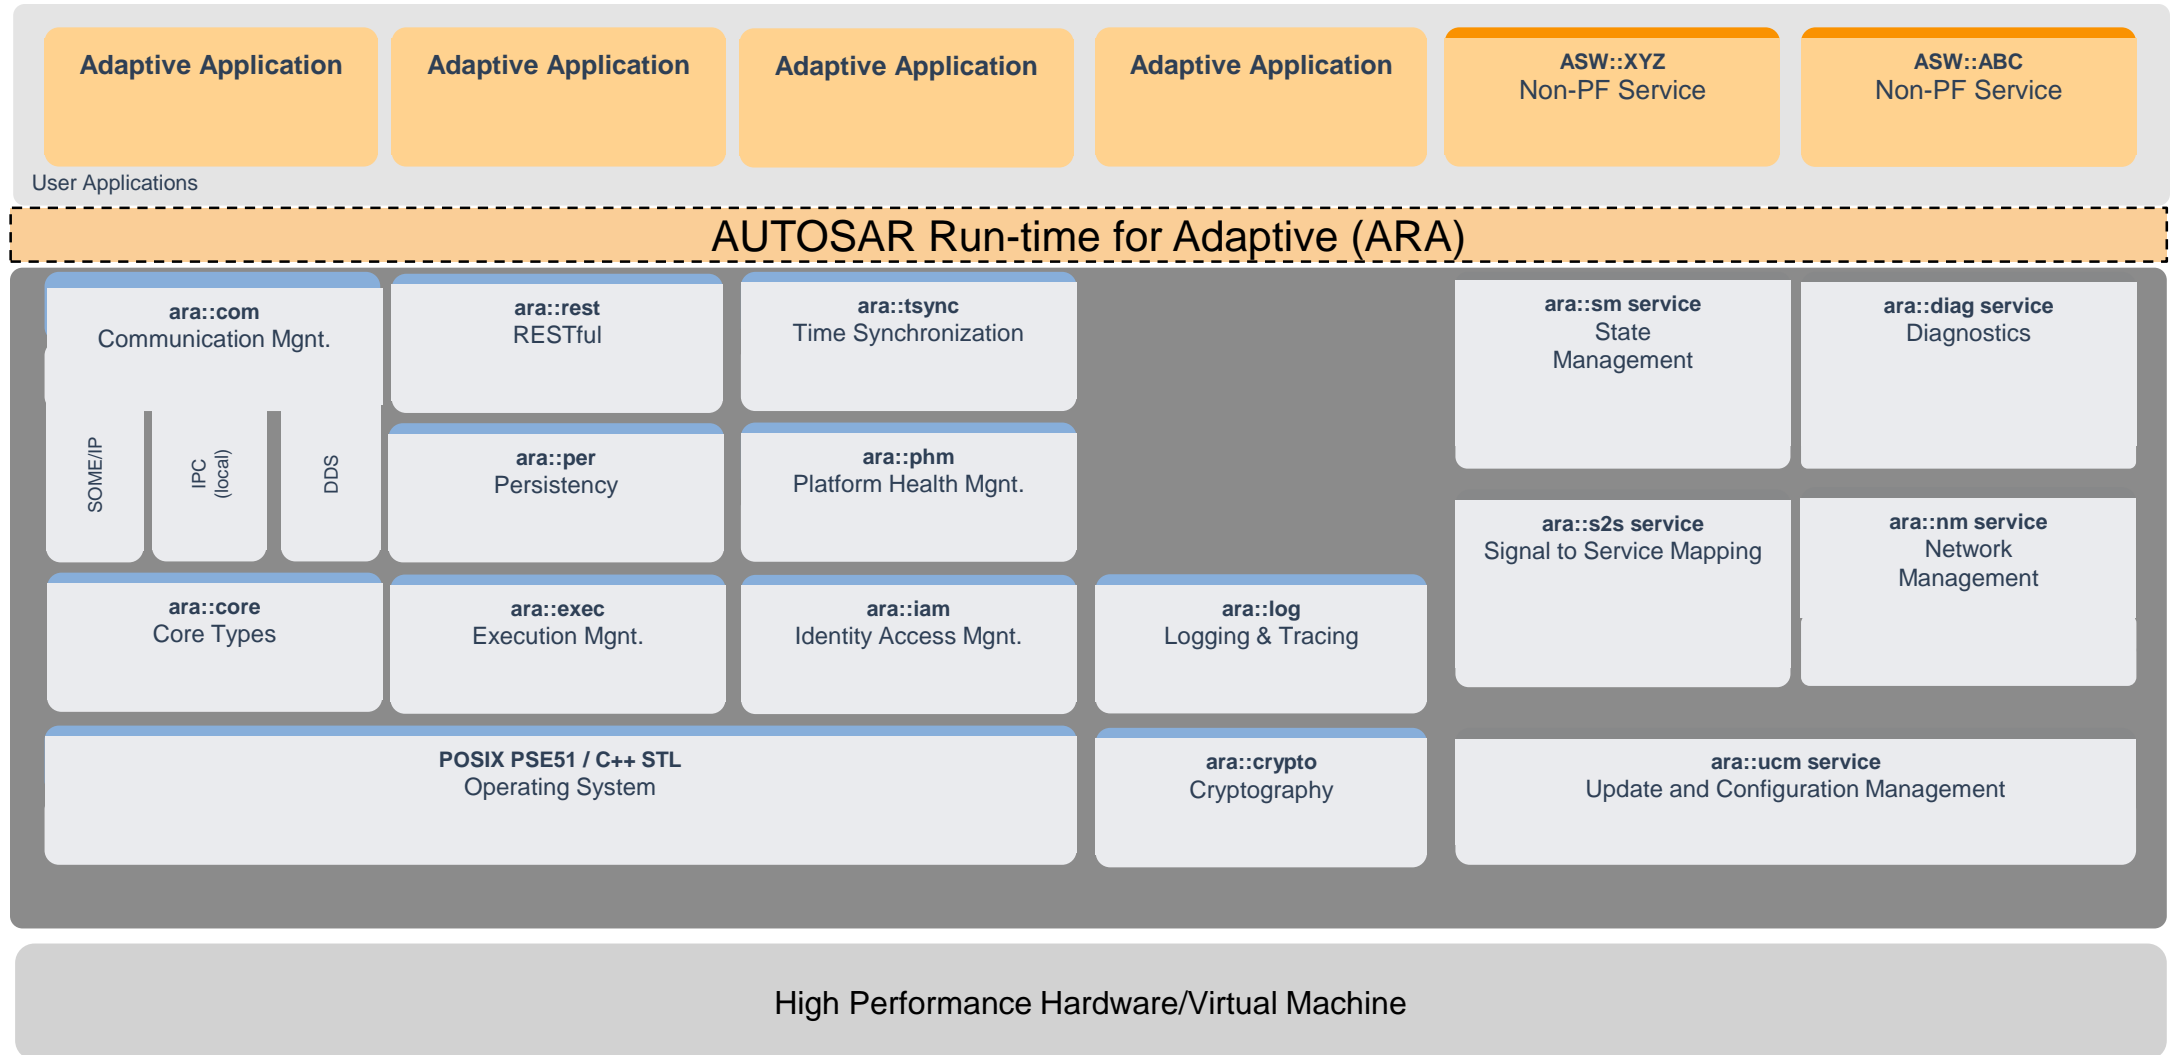 Adaptive Application
Adaptive Application
Adaptive Application
Adaptive Application
ASW::XYZ
Non-PF Service
ASW::ABC
Non-PF Service
User Applications
AUTOSAR Run-time for Adaptive (ARA)
ara::com
Communication Mgnt.
SOME/IP
IPC
(local)
DDS
ara::rest
RESTful
ara::tsync
Time Synchronization
ara::sm service
State
Management
ara::diag service
Diagnostics
ara::per
Persistency
ara::phm
Platform Health Mgnt.
ara::s2s service
Signal to Service Mapping
ara::nm service
Network
Management
ara::core
Core Types
ara::exec
Execution Mgnt.
ara::iam
Identity Access Mgnt.
ara::log
Logging & Tracing
POSIX PSE51 / C++ STL
Operating System
ara::crypto
Cryptography
ara::ucm service
Update and Configuration Management
High Performance Hardware/Virtual Machine